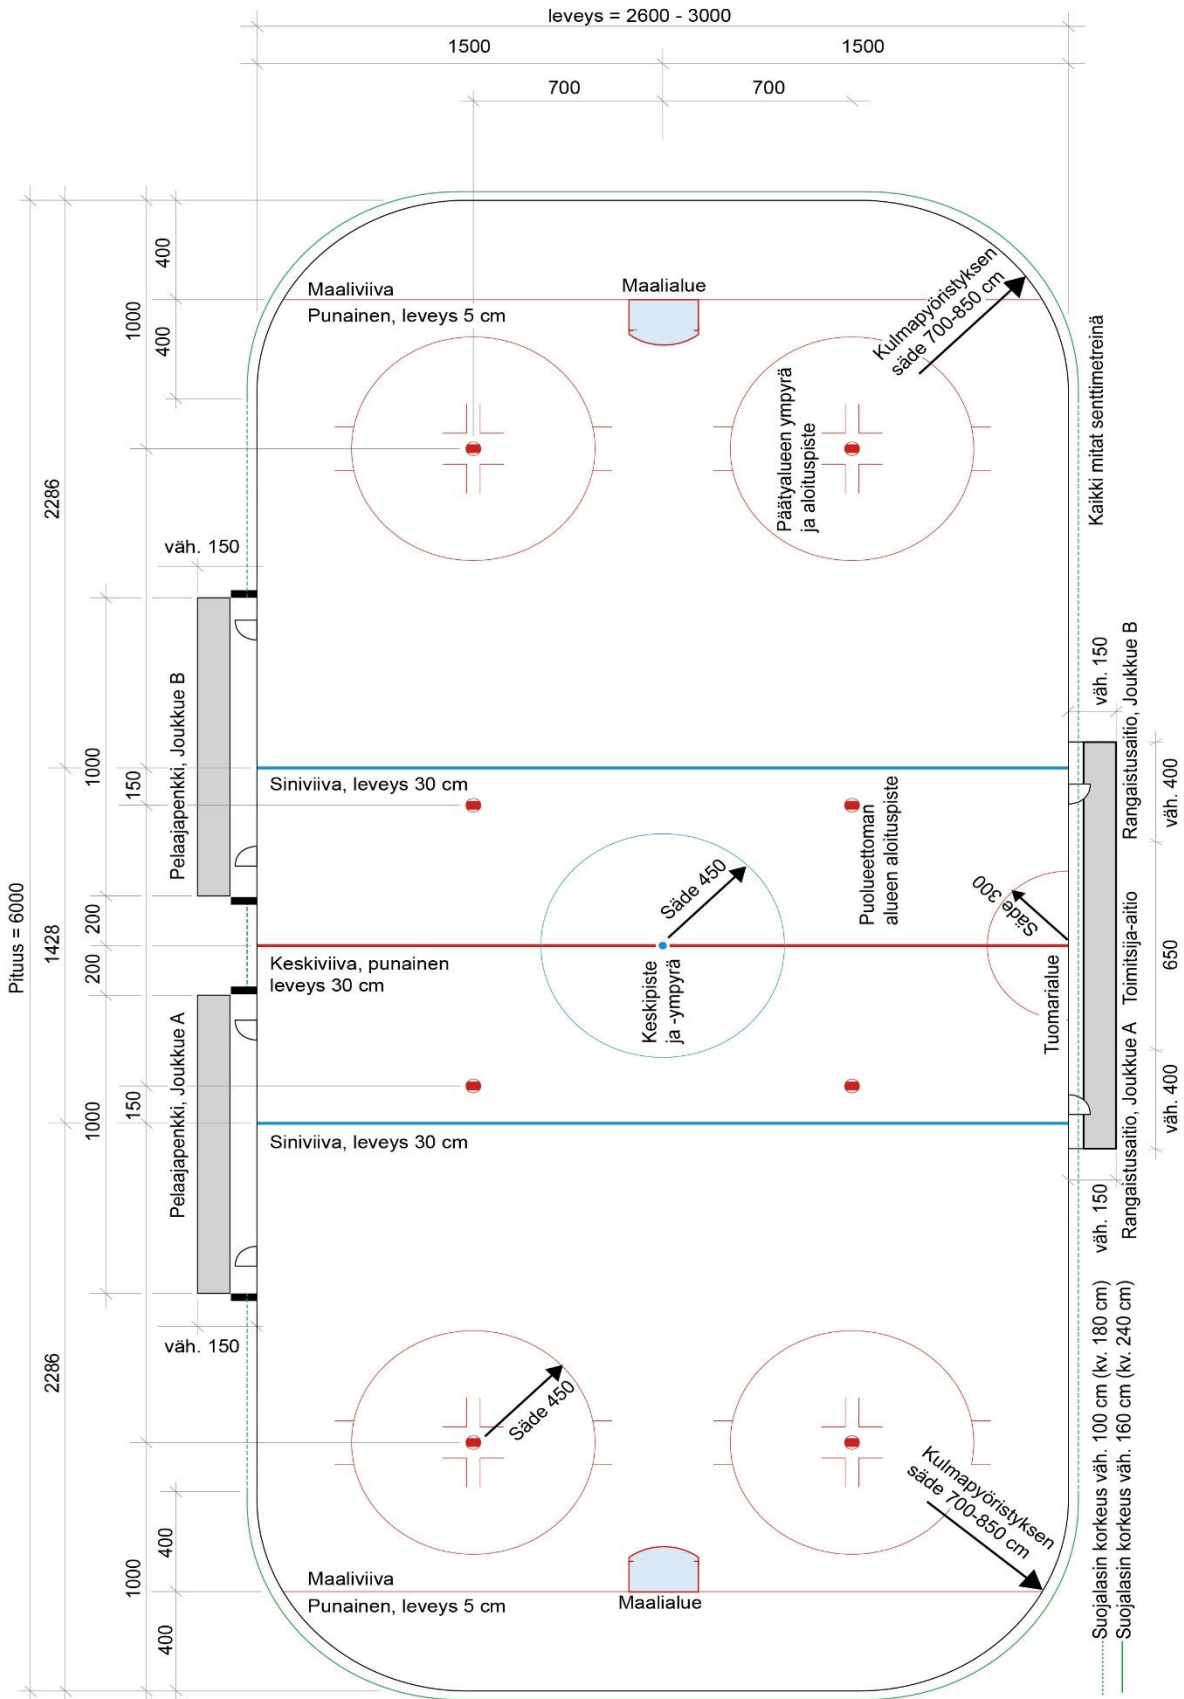 leveys = 2600 - 3000
1500
1500
700
700
400
1000
400
2286
väh. 150
1000
150
200
1428
200
Pituus = 6000
150
1000
väh. 150
2286
400
1000
400
Maaliviiva
Punainen, leveys 5 cm
Maalialue
Kulmapyöristyksen
säde 700-850 cm
Päätyalueen ympyrä
ja aloituspiste
Kaikki mitat senttimetreinä
Pelaajapenkki, Joukkue B
Siniviiva, leveys 30 cm
Puolueettoman
alueen aloituspiste
Säde 450
Säde 300
väh. 150
Rangaistusaitio, Joukkue B
väh. 400
Keskiviiva, punainen
leveys 30 cm
Keskipiste
ja -ympyrä
Tuomarialue
Toimitsija-aitio
650
Pelaajapenkki, Joukkue A
Siniviiva, leveys 30 cm
Rangaistusaitio, Joukkue A
väh. 400
väh. 150
Säde 450
Kulmapyöristyksen
säde 700-850 cm
Maaliviiva
Punainen, leveys 5 cm
Maalialue
Suojalasin korkeus väh. 100 cm (kv. 180 cm)
Suojalasin korkeus väh. 160 cm (kv. 240 cm)